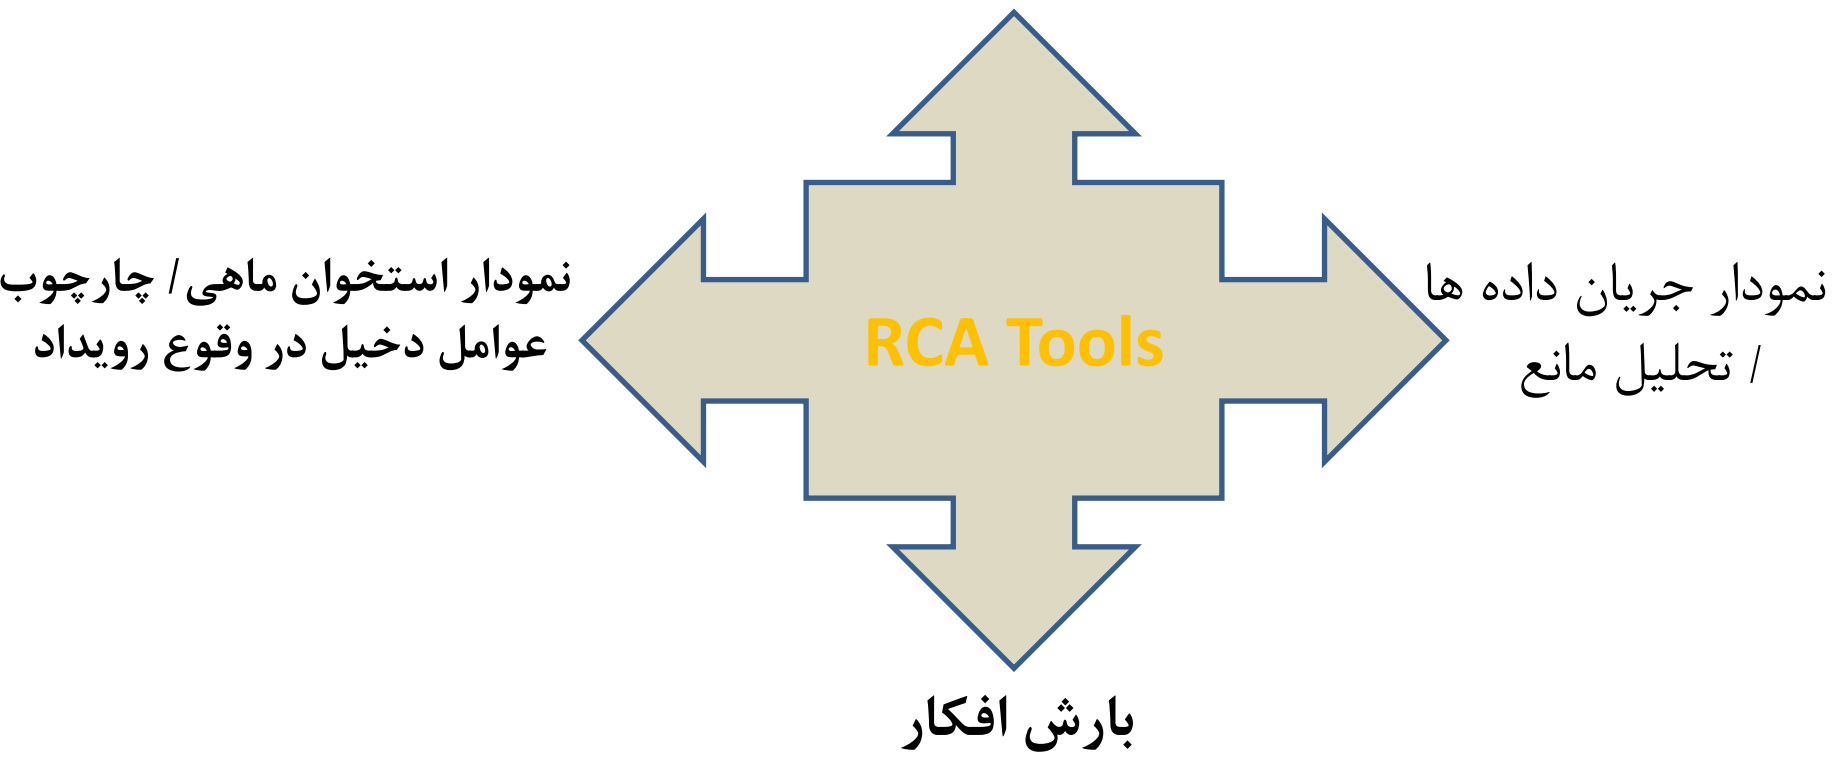 نمودار جریان داده ها
/ تحلیل مانع
RCA Tools
نمودار استخوان ماهی/ چارچوب
عوامل دخیل در وقوع رویداد
بارش افکار